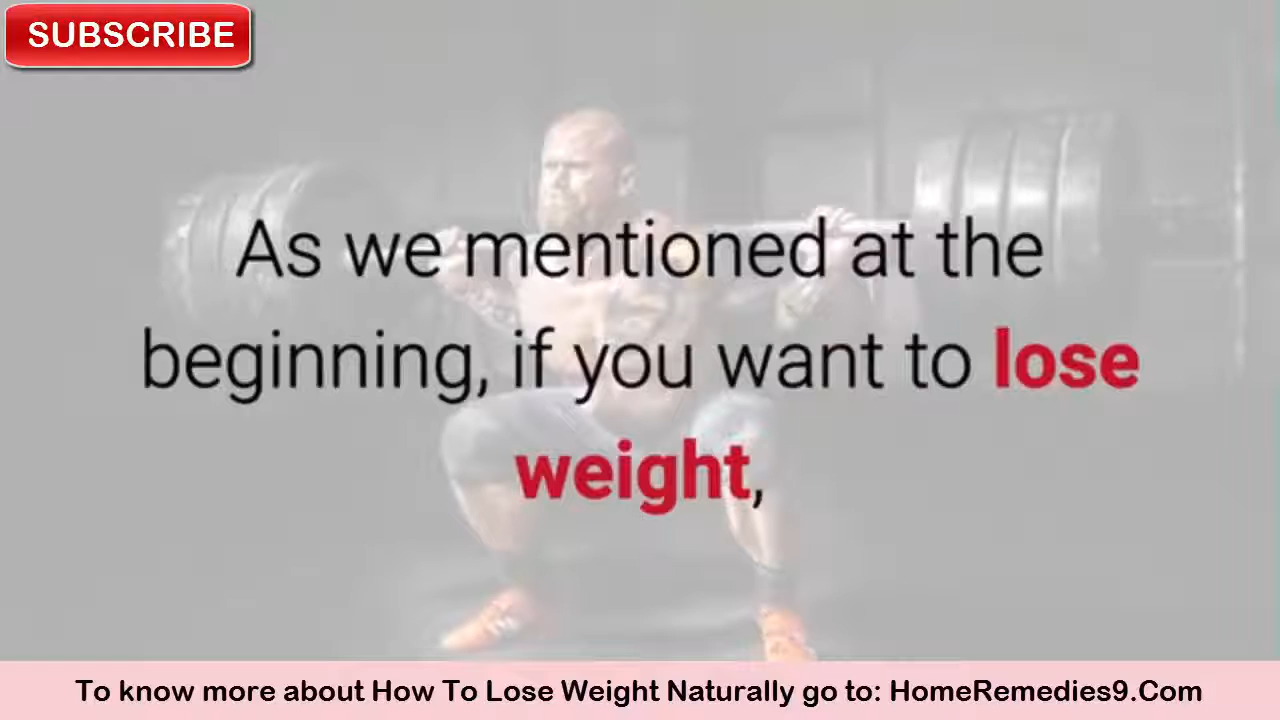 SUBSCRIBE
As we mentioned at the
beginning, if you want to lose
weight,
To know more about How To Lose Weight Naturally go to: HomeRemedies9.Com